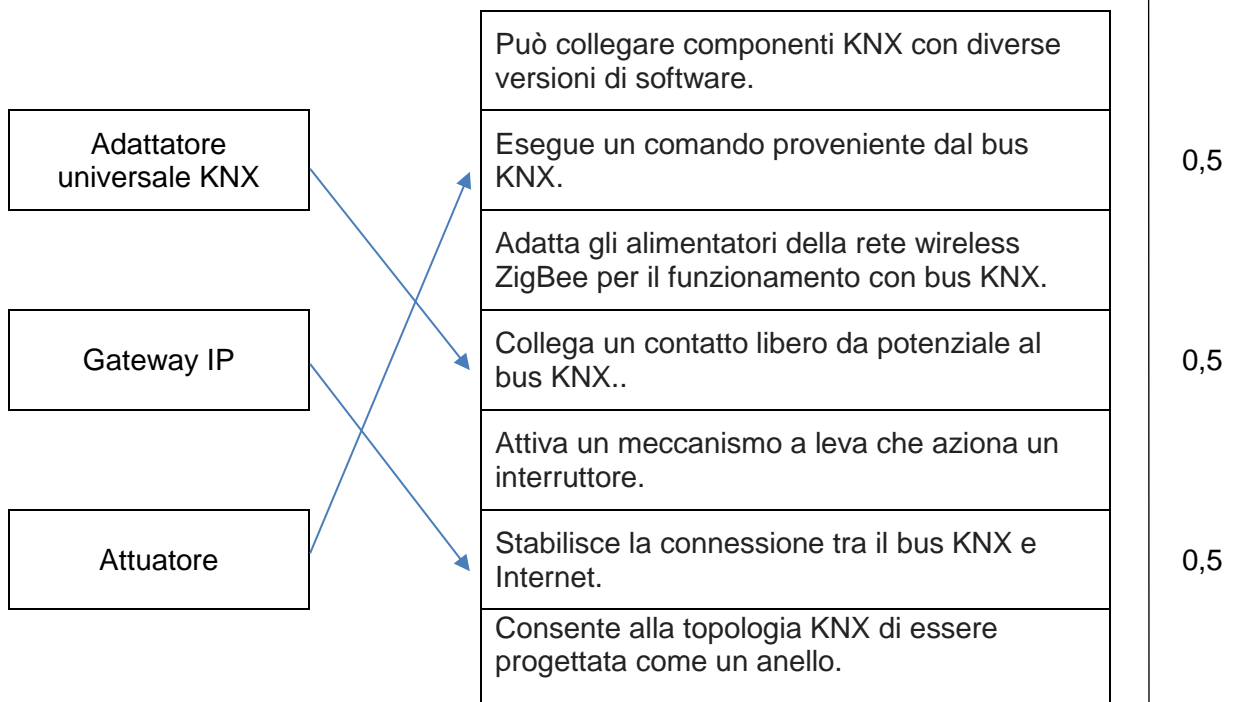 Può collegare componenti KNX con diverse
versioni di software.
Adattatore
universale KNX
Esegue un comando proveniente dal bus
KNX.
0,5
Adatta gli alimentatori della rete wireless
ZigBee per il funzionamento con bus KNX.
Gateway IP
Collega un contatto libero da potenziale al
bus KNX..
0,5
Attiva un meccanismo a leva che aziona un
interruttore.
Attuatore
Stabilisce la connessione tra il bus KNX e
Internet.
0,5
Consente alla topologia KNX di essere
progettata come un anello.